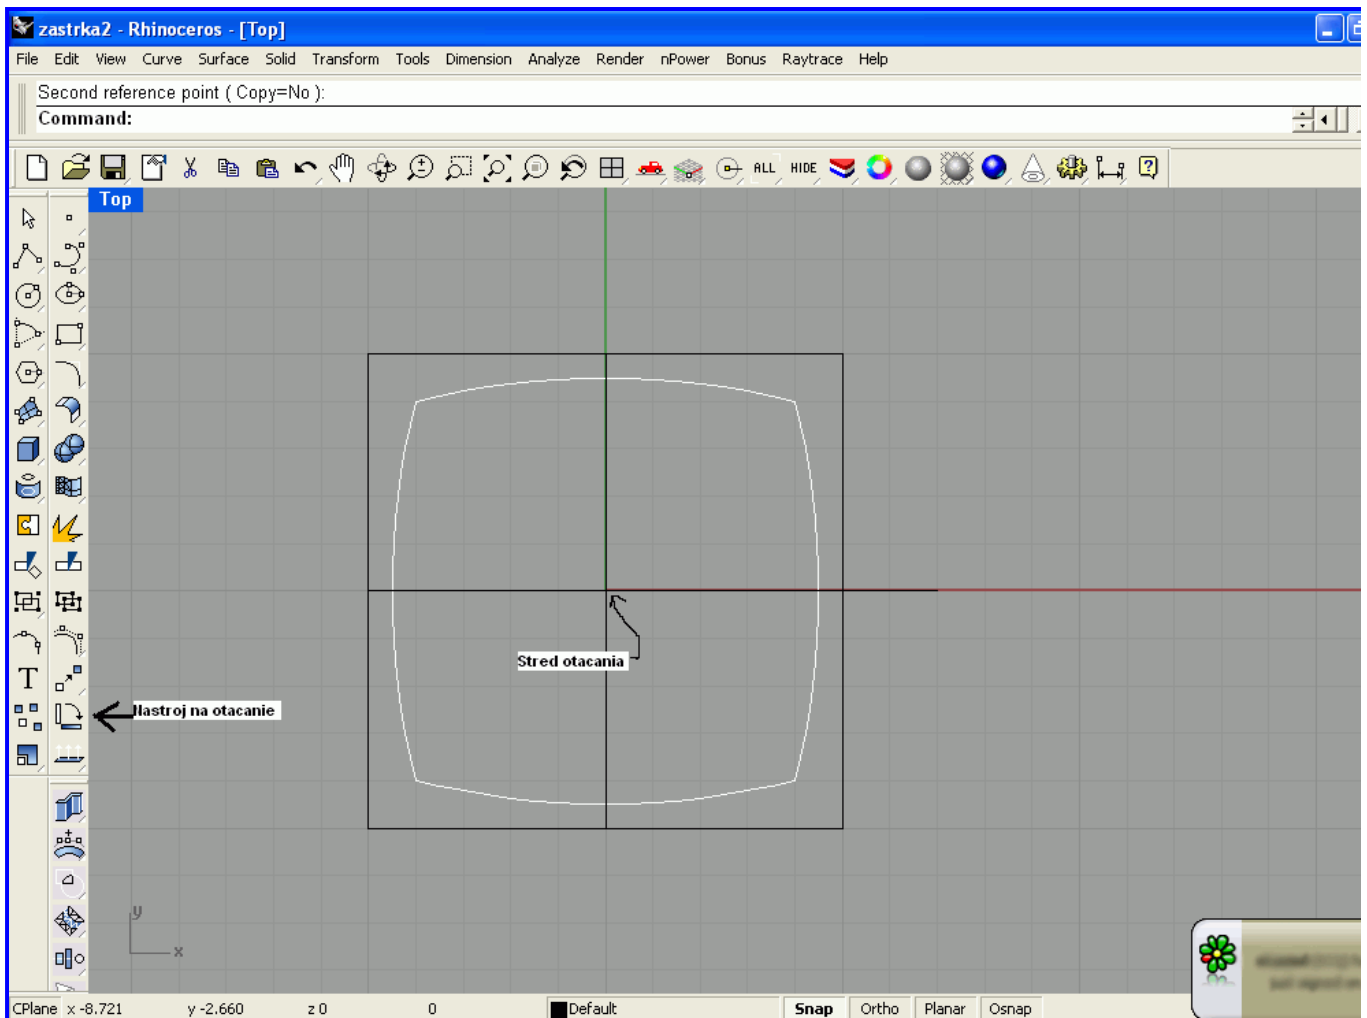 zastrka2 - Rhinoceros - [Top]
File Edit View Curve Surface Solid Transform Tools Dimension Analyze Render nPower Bonus Raytrace Help
Second reference point ( Copy=No ):
Command:
ALL HIDE
Top
Stred otacania
T
Nastroj na otacanie
y
x
CPlane x -8.721 y -2.660 z 0 0 Default Snap Ortho Planar Osnap